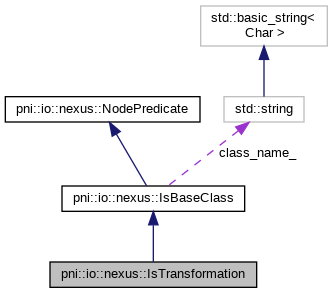 std::basic_string<
Char >
pni::io::nexus::NodePredicate
std::string
class_name_
pni::io::nexus::IsBaseClass
pni::io::nexus::IsTransformation